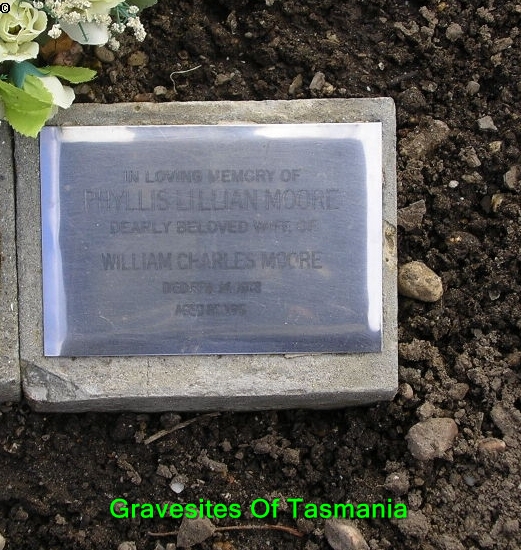 ©
IN LOVING MEMORY OF
PHYLLIS LILLIAN MOORE
DEARLY BELOVED WIFE OF
WILLIAM CHARLES MOORE
DIED FEB
AGED YRS
Gravesites Of Tasmania